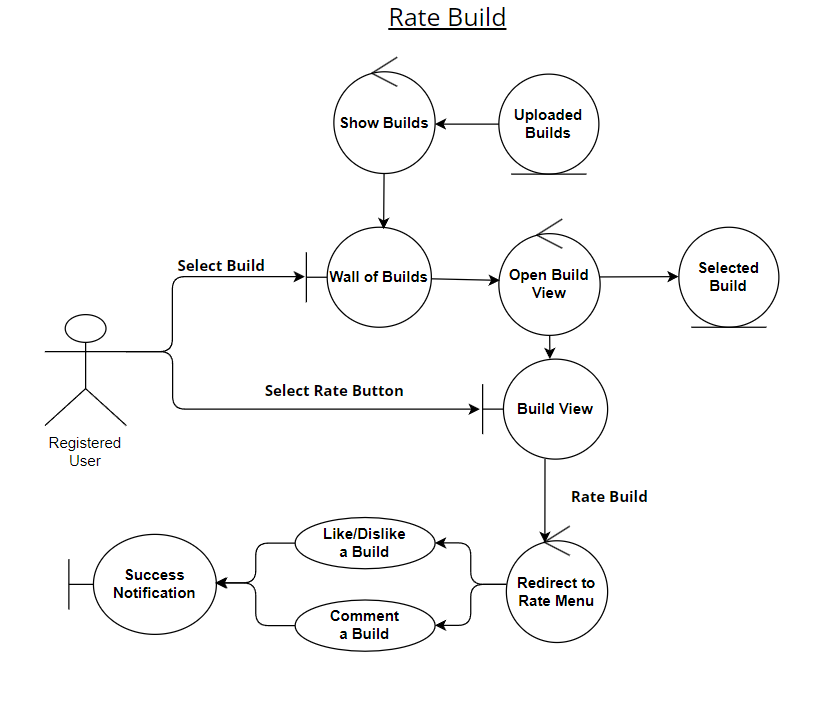 Rate Build
Show Builds
Uploaded
Builds
Select Build
Wall of Builds
Open Build
View
Selected
Build
Select Rate Button
Build View
Registered
User
Rate Build
Like/Dislike
a Build
Success
Notification
Redirect to
Rate Menu
Comment
a Build